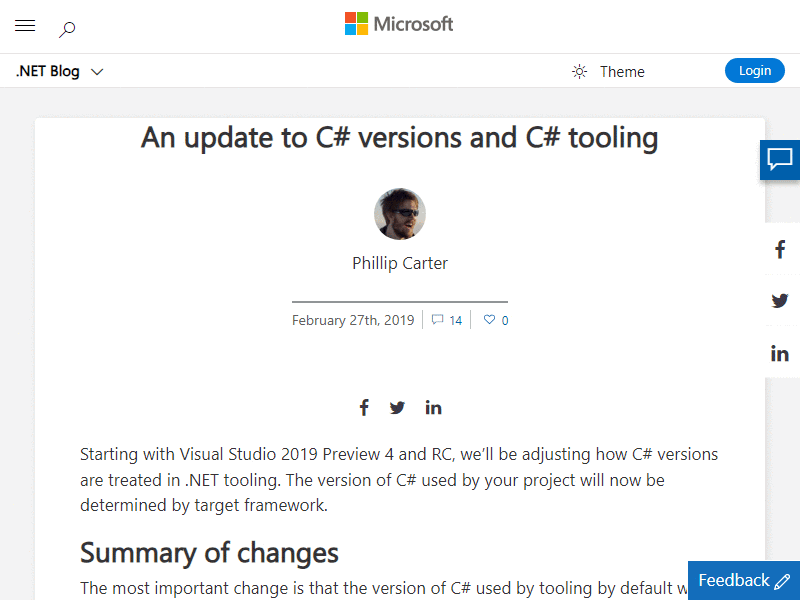 Microsoft
.NET Blog
Theme
Login
An update to C# versions and C# tooling
Phillip Carter
February 27th, 2019
14
0
Starting with Visual Studio 2019 Preview 4 and RC, we’ll be adjusting how C# versions
are treated in .NET tooling. The version of C# used by your project will now be
determined by target framework.
Summary of changes
The most important change is that the version of C# used by tooling by default
Feedback